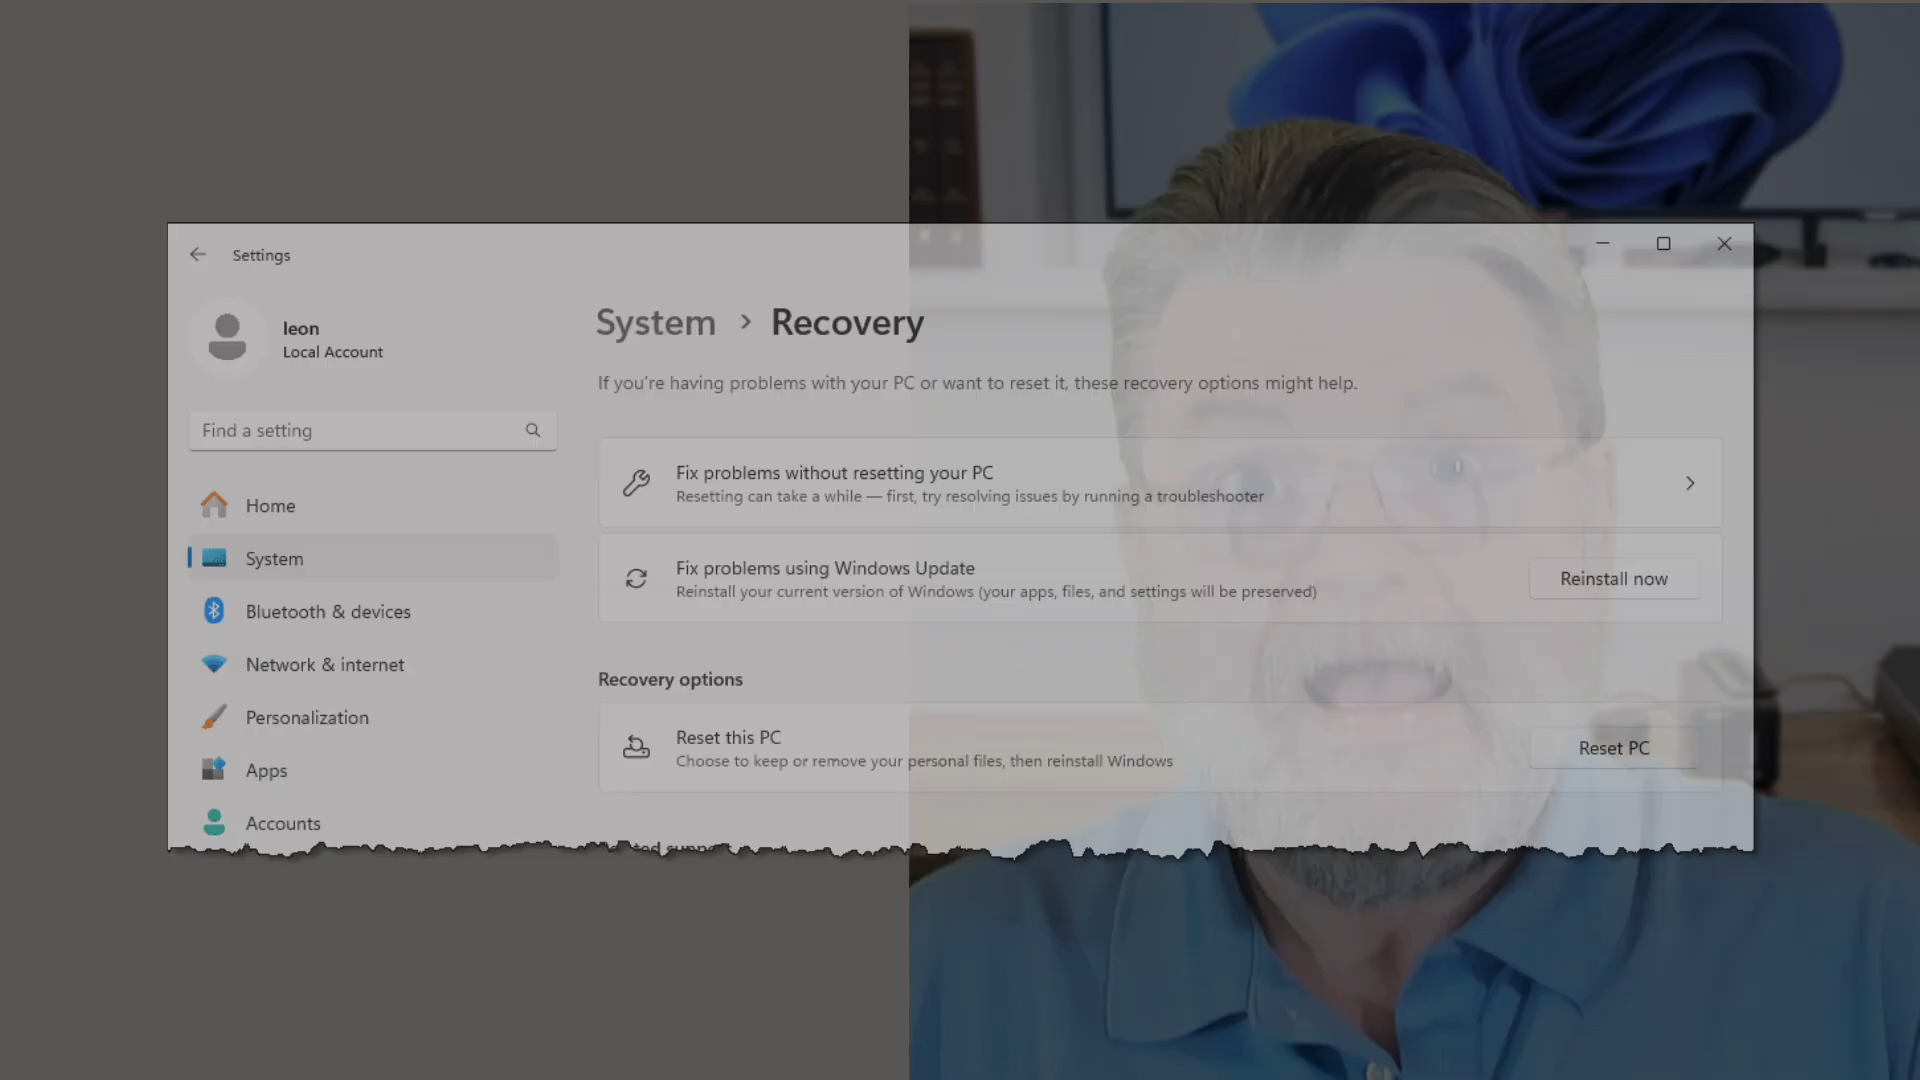 Settings
leon
Local Account
Find a setting
Home
System
Bluetooth & devices
Network & internet
Personalization
Apps
Accounts
System > Recovery
If you're having problems with your PC or want to reset it, these recovery options might help.
Fix problems without resetting your PC
Resetting can take a while — first, try resolving issues by running a troubleshooter
Fix problems using Windows Update
Reinstall your current version of Windows (your apps, files, and settings will be preserved)
Reinstall now
Recovery options
Reset this PC
Choose to keep or remove your personal files, then reinstall Windows
Reset PC